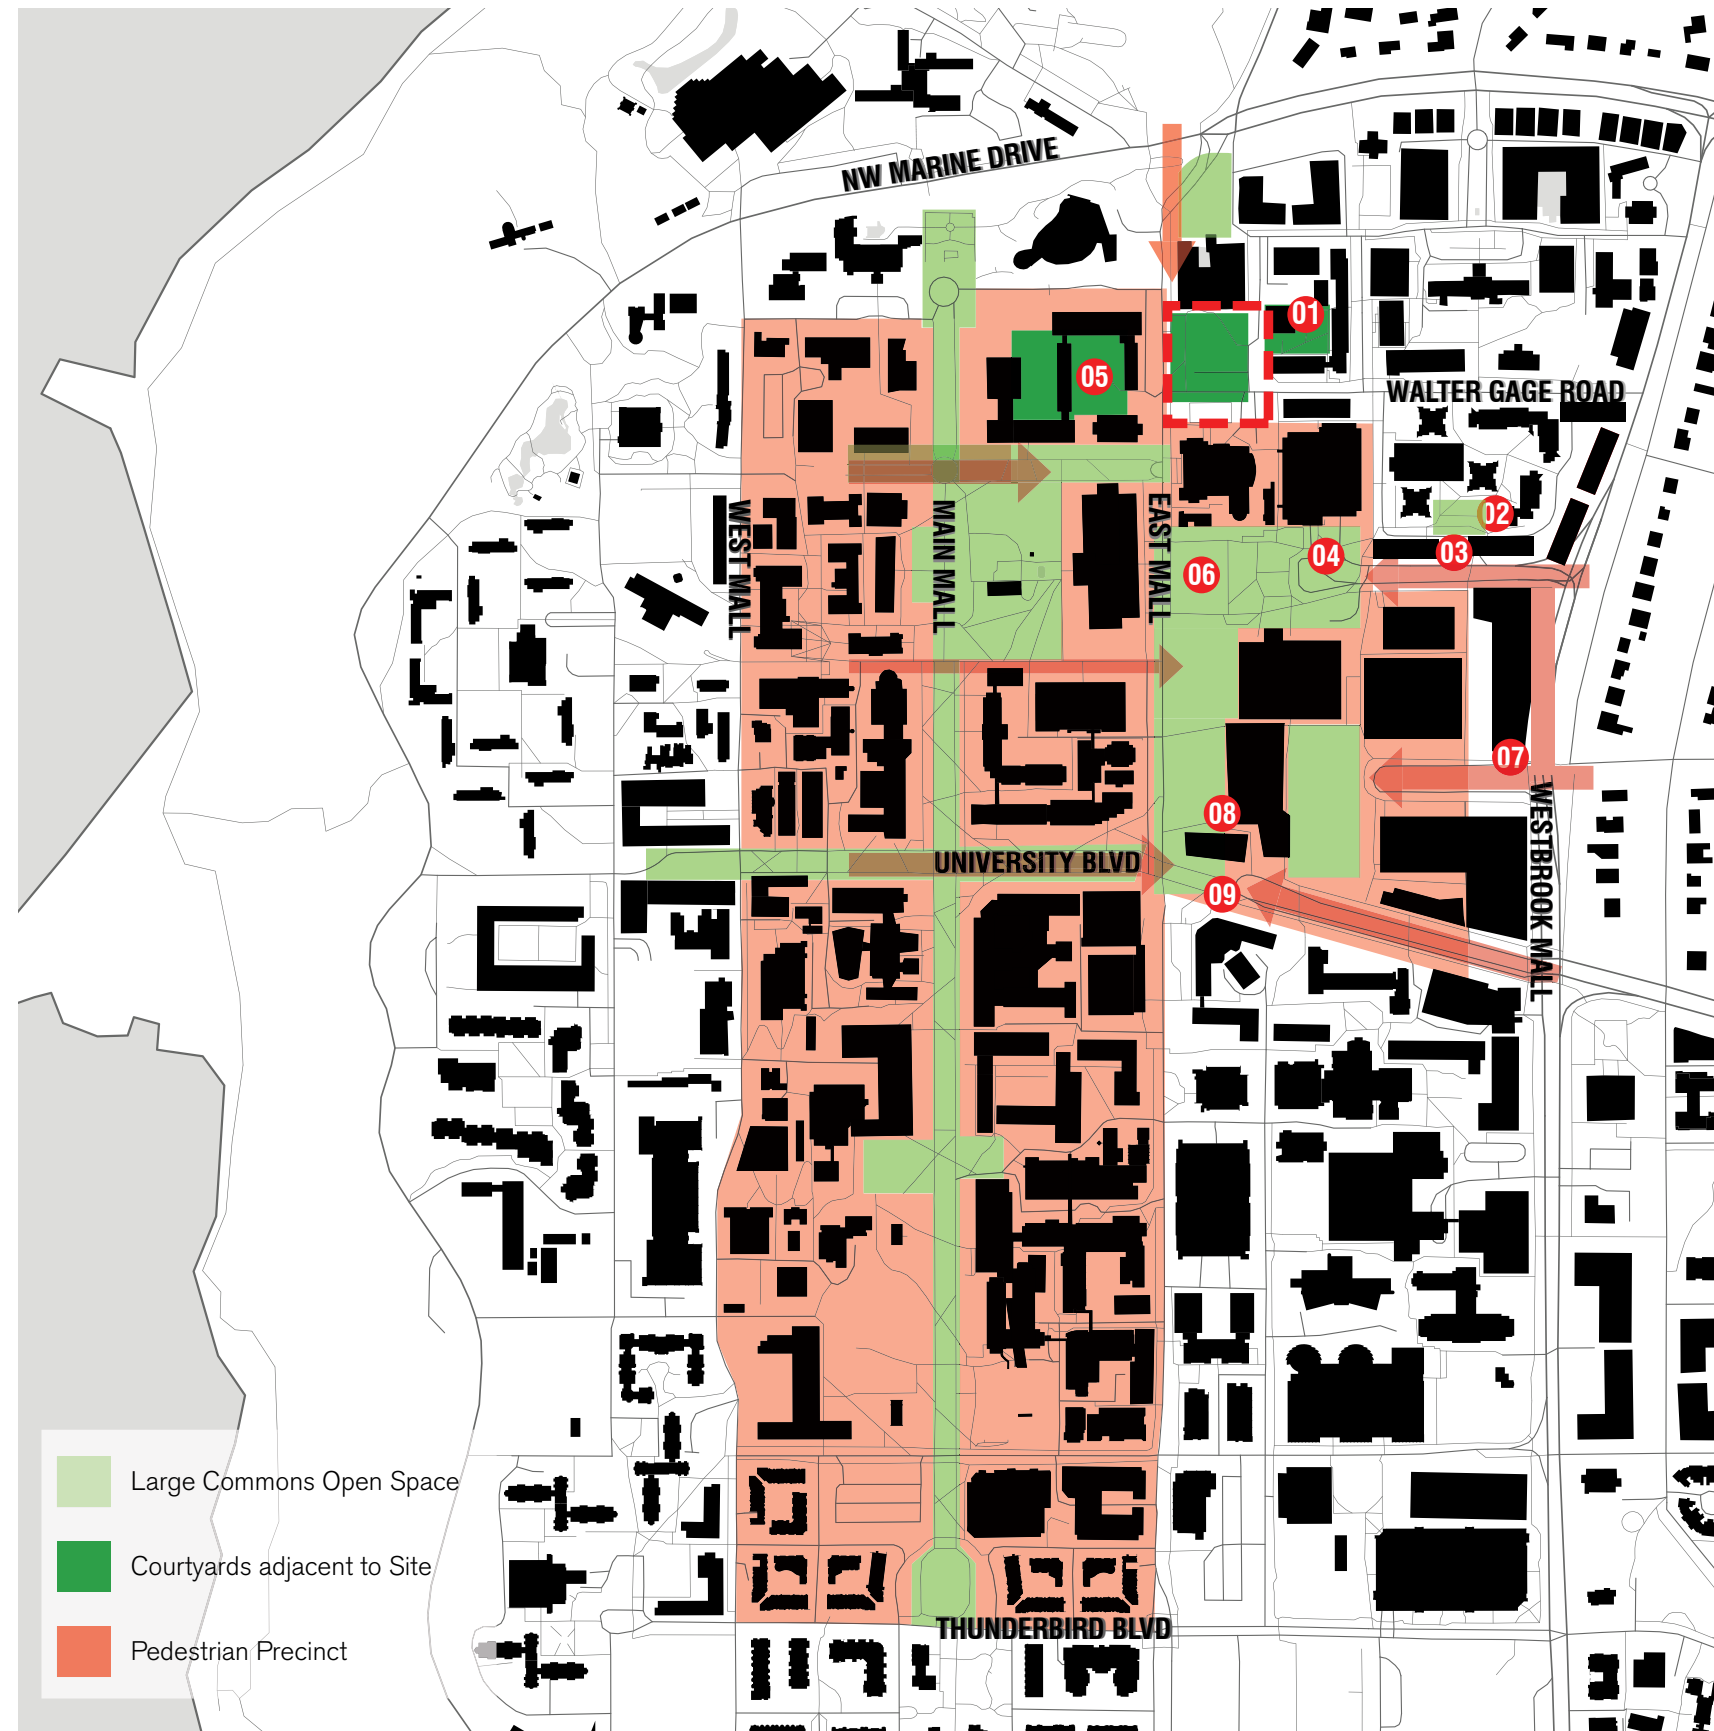 NW MARINE DRIVE
01
05
WALTER GAGE ROAD
WEST MALL
MAIN MALL
EAST MALL
02
03
04
06
07
08
WESTBROOK MALL
UNIVERSITY BLVD
09
Large Commons Open Space
Courtyards adjacent to Site
Pedestrian Precinct
THUNDERBIRD BLVD